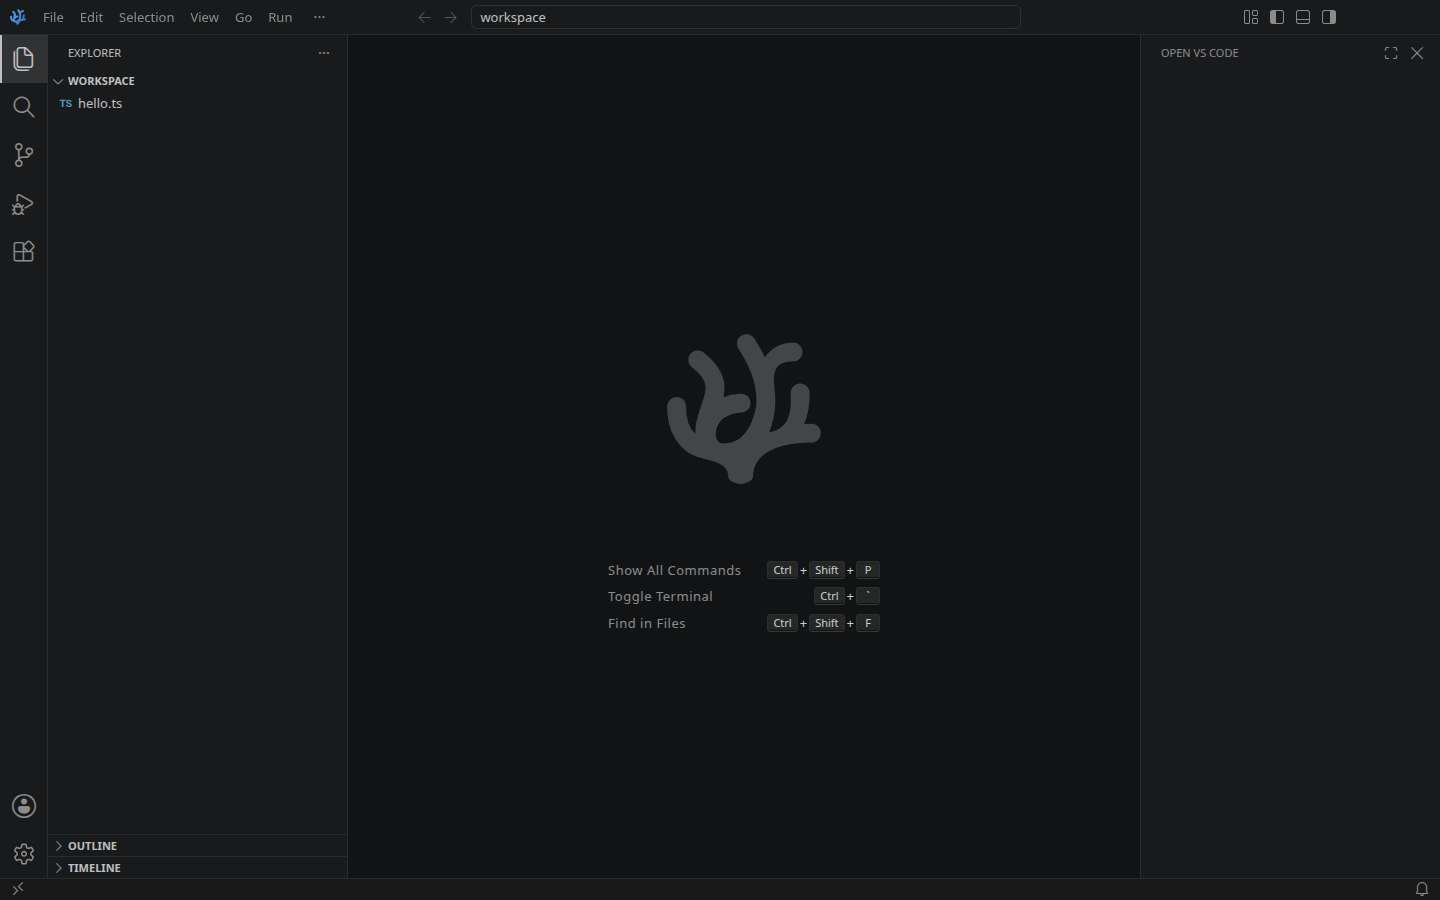 File Edit Selection View Go Run
workspace
EXPLORER
WORKSPACE
TS hello.ts
OPEN VS CODE
Show All Commands Ctrl + Shift + P
Toggle Terminal Ctrl + `
Find in Files Ctrl + Shift + F
OUTLINE
TIMELINE